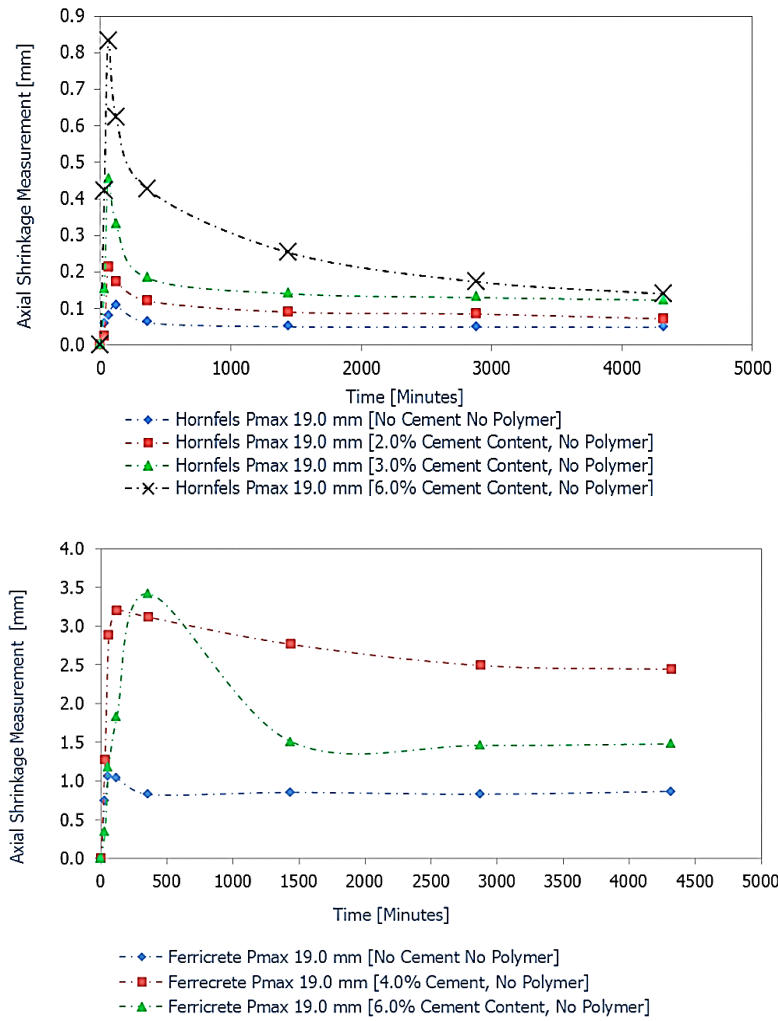 Axial Shrinkage Measurement [mm]
0.9
0.8
0.7
0.6
0.5
0.4
0.3
0.2
0.1
0.0
0 1000 2000 3000 4000 5000
Time [Minutes]
Hornfels Pmax 19.0 mm [No Cement No Polymer]
Hornfels Pmax 19.0 mm [2.0% Cement Content, No Polymer]
Hornfels Pmax 19.0 mm [3.0% Cement Content, No Polymer]
Hornfels Pmax 19.0 mm [6.0% Cement Content, No Polymer]
Axial Shrinkage Measurement [mm]
4.0
3.5
3.0
2.5
2.0
1.5
1.0
0.5
0.0
0 500 1000 1500 2000 2500 3000 3500 4000 4500 5000
Time [Minutes]
Ferricrete Pmax 19.0 mm [No Cement No Polymer]
Ferrecrete Pmax 19.0 mm [4.0% Cement, No Polymer]
Ferricrete Pmax 19.0 mm [6.0% Cement Content, No Polymer]